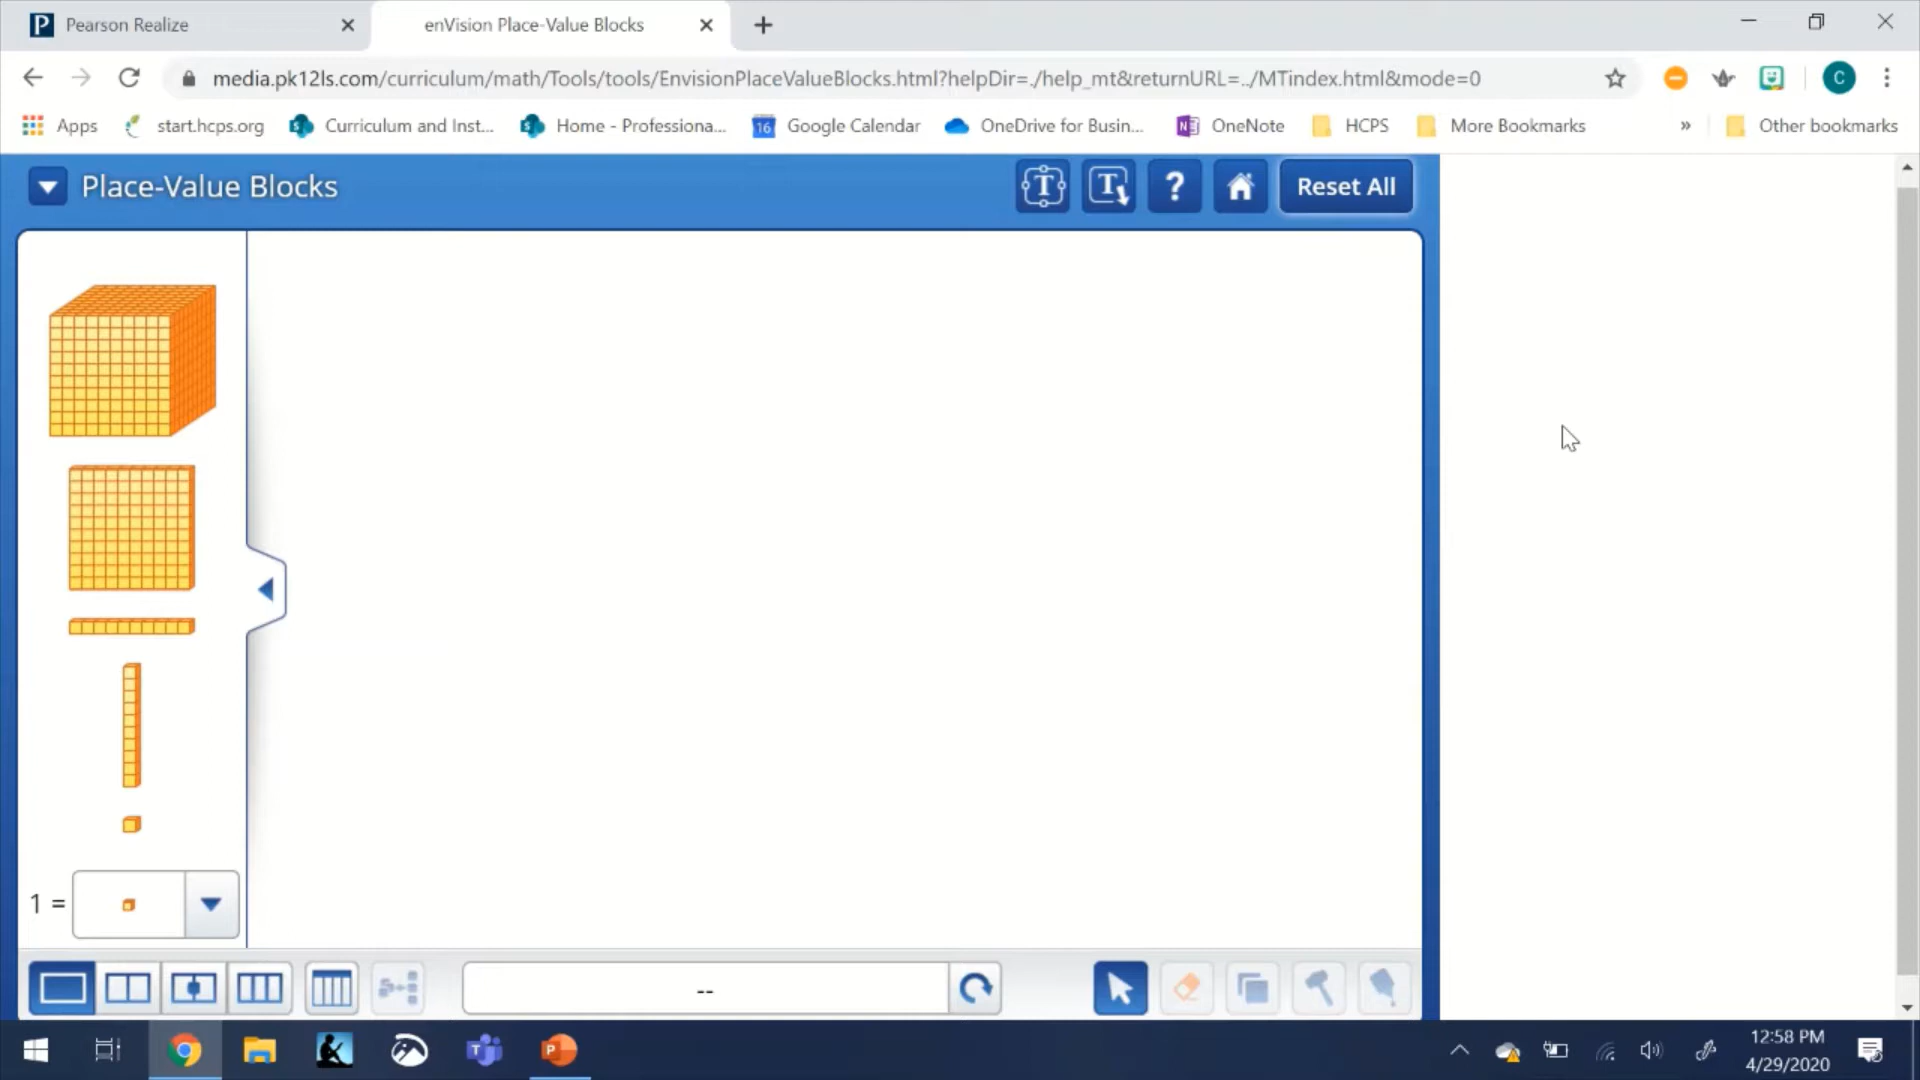 Pearson Realize
enVision Place-Value Blocks
media.pk12ls.com/curriculum/math/Tools/tools/EnvisionPlaceValueBlocks.html?helpDir=./help_mt&returnURL=../MTindex.html&mode=0
C
Apps start.hcps.org Curriculum and Inst... Home - Professiona... 16 Google Calendar OneDrive for Busin... OneNote HCPS More Bookmarks » Other bookmarks
Place-Value Blocks
T T ? Reset All
1 =
--
12:58 PM
4/29/2020